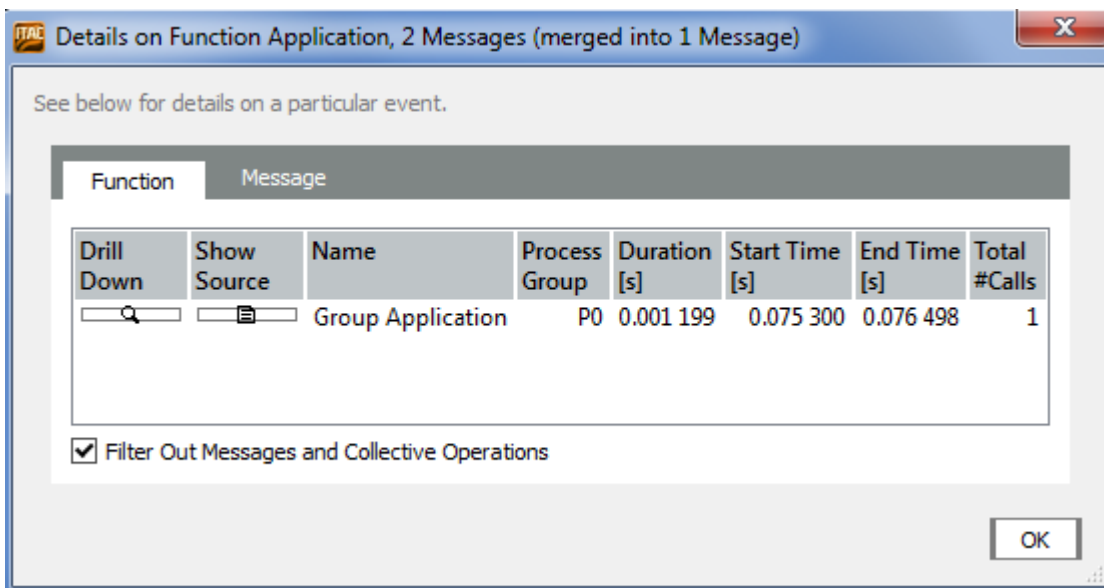 ITAC Details on Function Application, 2 Messages (merged into 1 Message)
See below for details on a particular event.
Function Message
Drill Down Show Source Name Process Group Duration [s] Start Time [s] End Time [s] Total #Calls
Group Application P0 0.001 199 0.075 300 0.076 498 1
Filter Out Messages and Collective Operations
OK